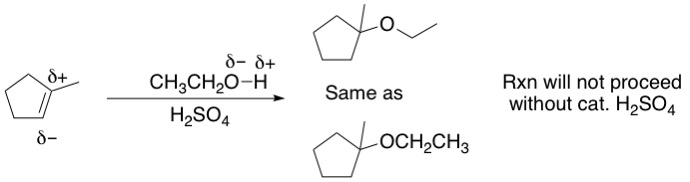 δ+
δ−
δ− δ+
CH₃CH₂O−H
H₂SO₄
O
Same as
OCH₂CH₃
Rxn will not proceed
without cat. H₂SO₄